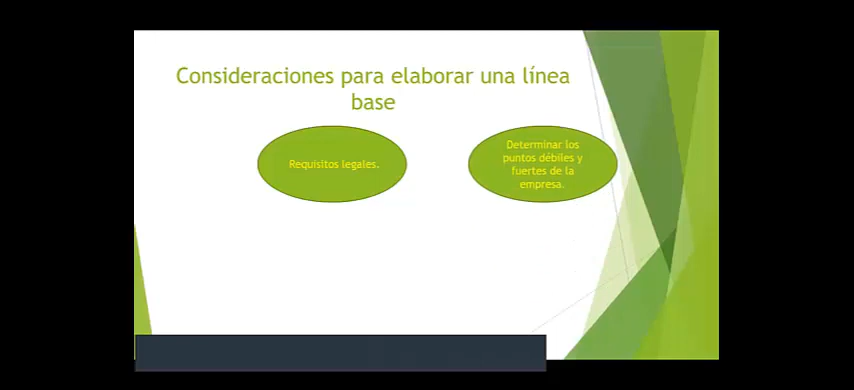 Consideraciones para elaborar una línea
base
Requisitos legales.
Determinar los
puntos débiles y
fuertes de la
empresa.